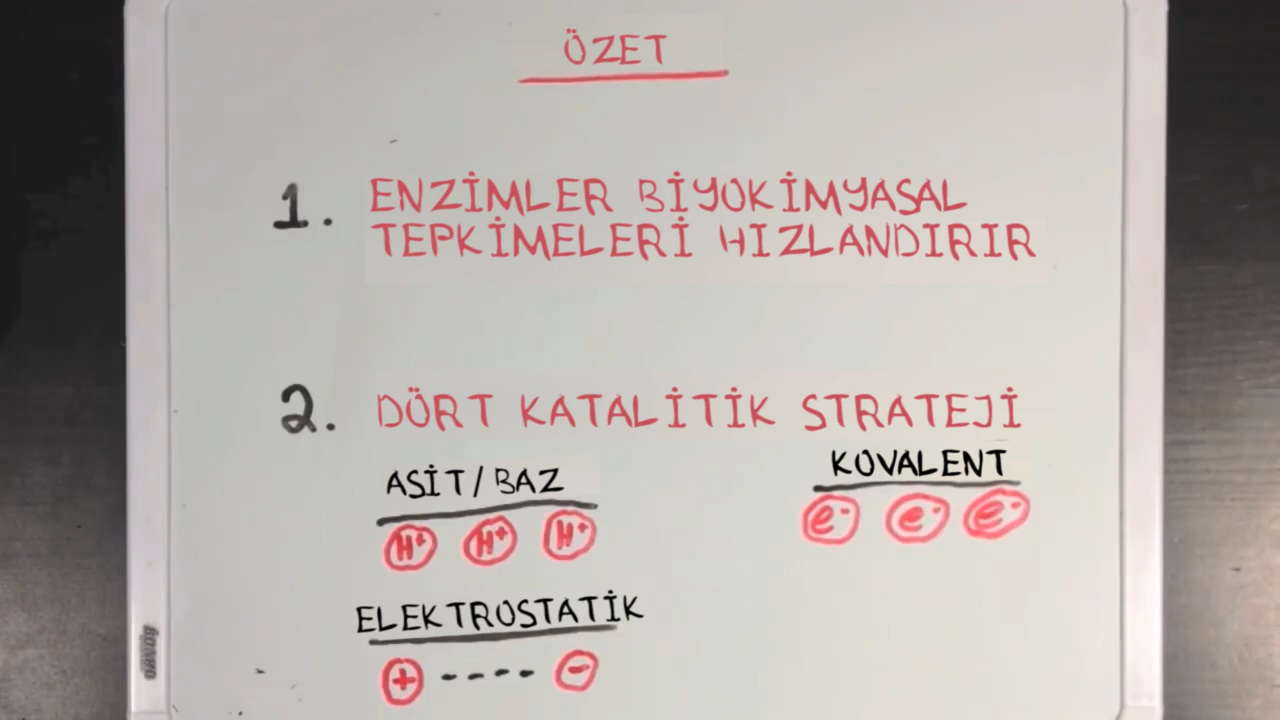 ÖZET
1. ENZİMLER BİYOKİMYASAL
TEPKİMELERİ HIZLANDIRIR
2. DÖRT KATALİTİK STRATEJİ
ASİT/BAZ
H⁺ H⁺ H⁺
KOVALENT
e⁻ e⁻ e⁻
ELEKTROSTATİK
+ ---- -